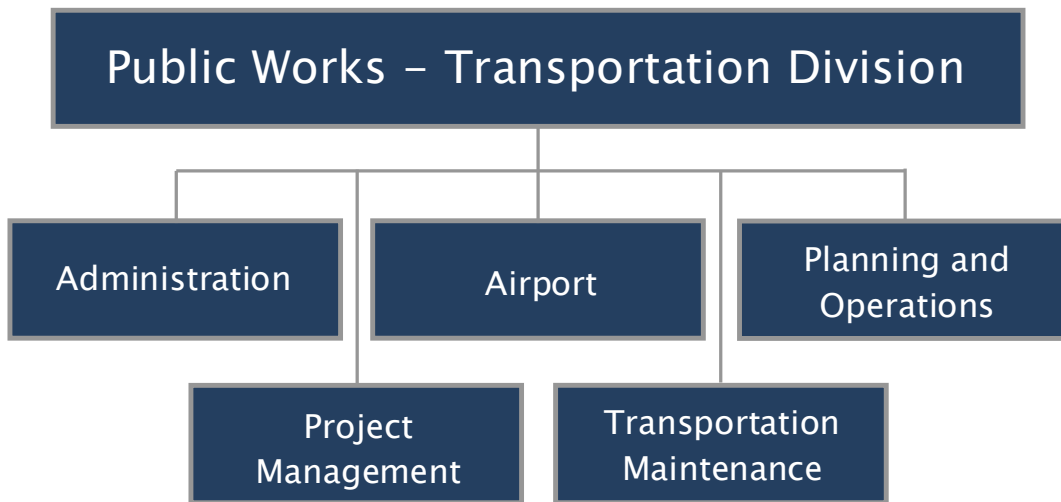 Public Works – Transportation Division
Administration
Airport
Planning and
Operations
Project
Management
Transportation
Maintenance